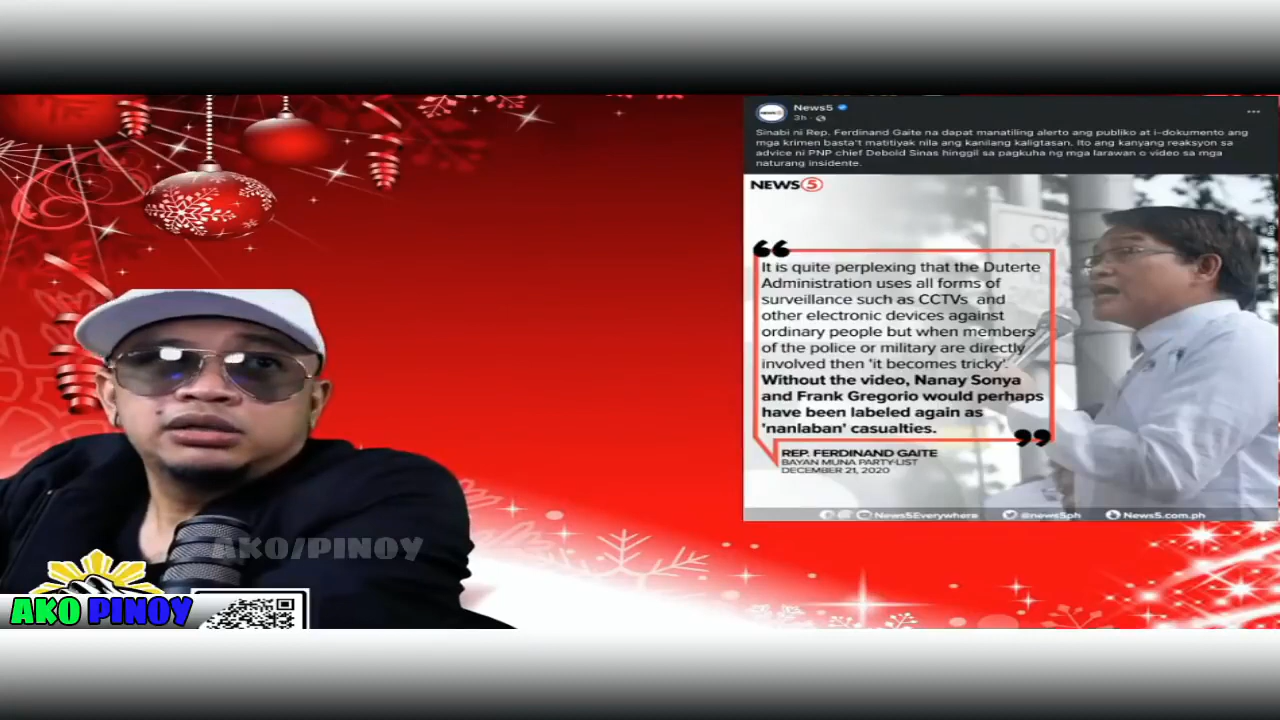 News5
3h
Sinabi ni Rep. Ferdinand Gaite na dapat manatiling alerto ang publiko at i-dokumento ang
mga krimen basta't matitiyak nila ang kanilang kaligtasan. Ito ang kanyang reaksyon sa
advice ni PNP chief Debold Sinas hinggil sa pagkuha ng mga larawan o video sa mga
naturang insidente.
NEWS5
It is quite perplexing that the Duterte
Administration uses all forms of
surveillance such as CCTVs and
other electronic devices against
ordinary people but when members
of the police or military are directly
involved then 'it becomes tricky'.
Without the video, Nanay Sonya
and Frank Gregorio would perhaps
have been labeled again as
'nanlaban' casualties.
REP. FERDINAND GAITE
BAYAN MUNA PARTY-LIST
DECEMBER 21, 2020
News5Everywhere @news5ph News5.com.ph
AKO/PINOY
AKO PINOY